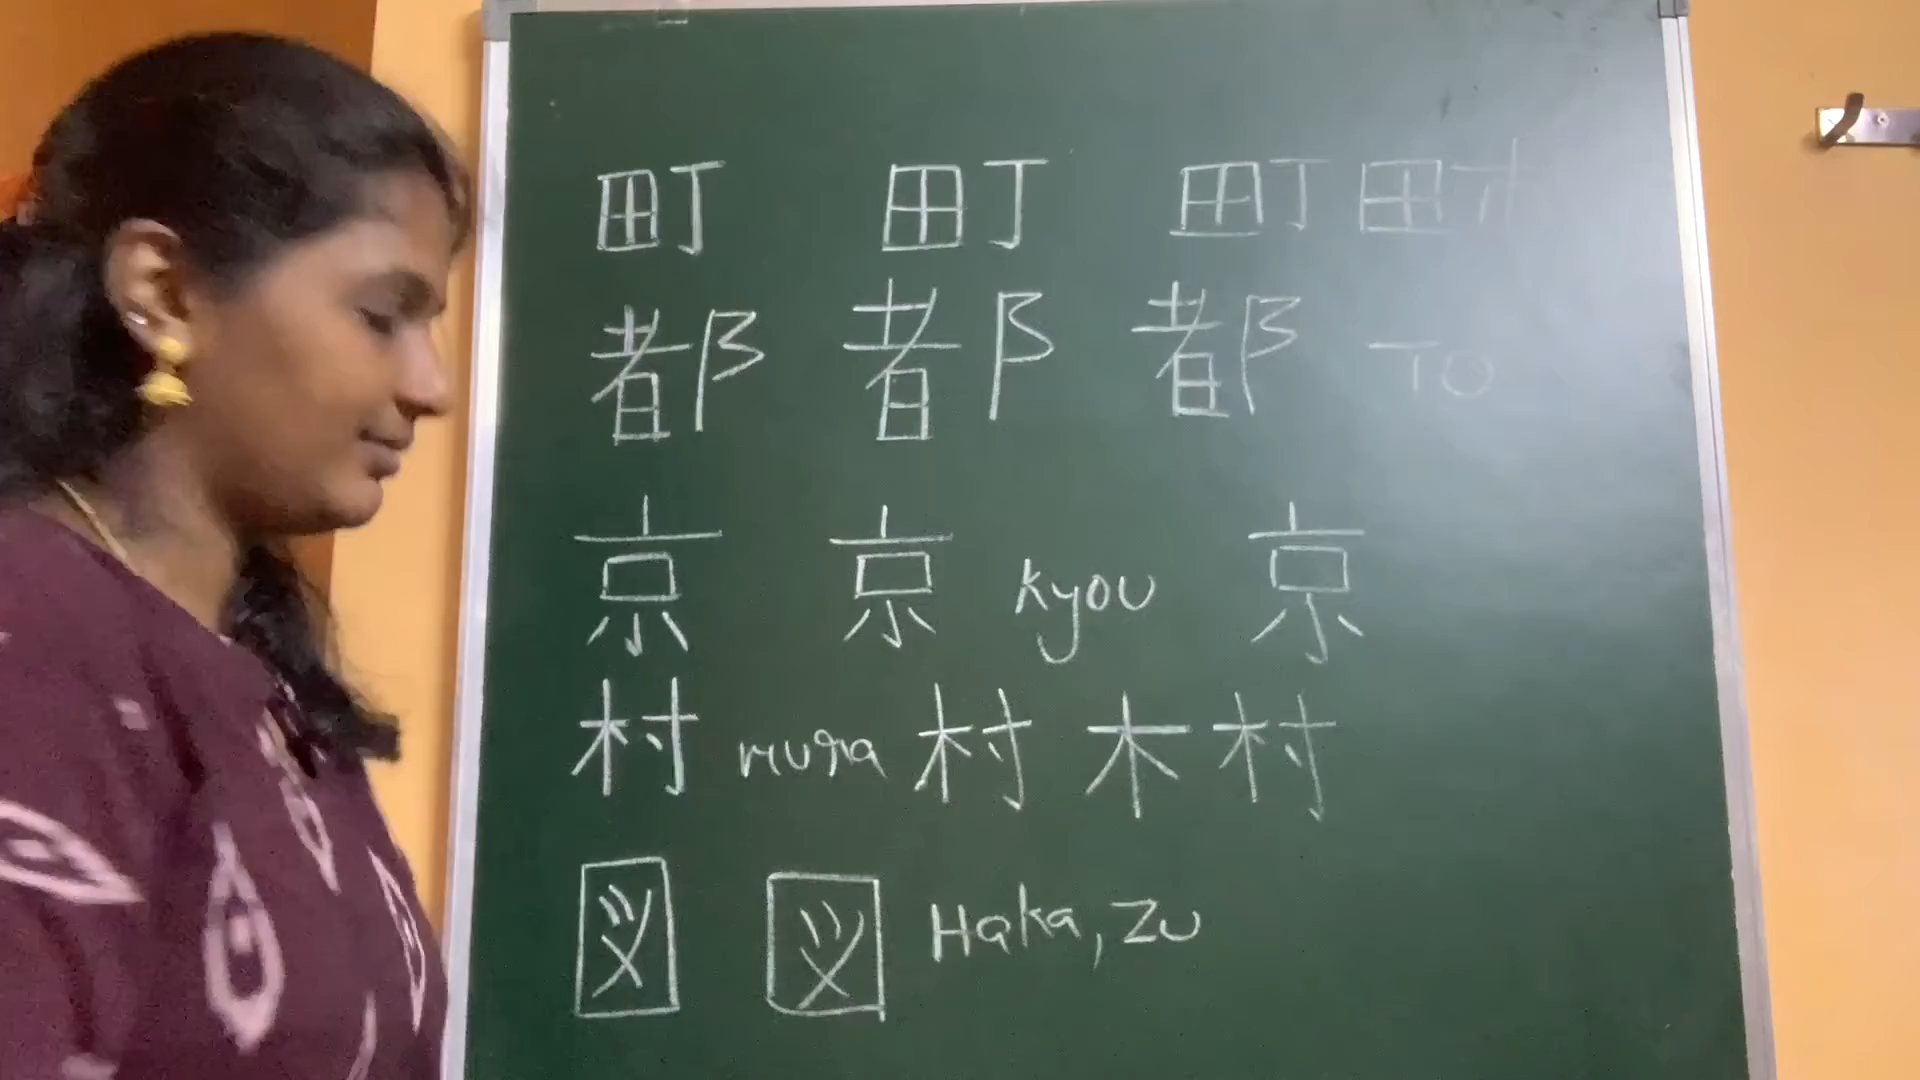 町 町 町 町
都 都 都 TO
京 京 kyou 京
村 mura 村 木 村
図 図 Haka, Zu